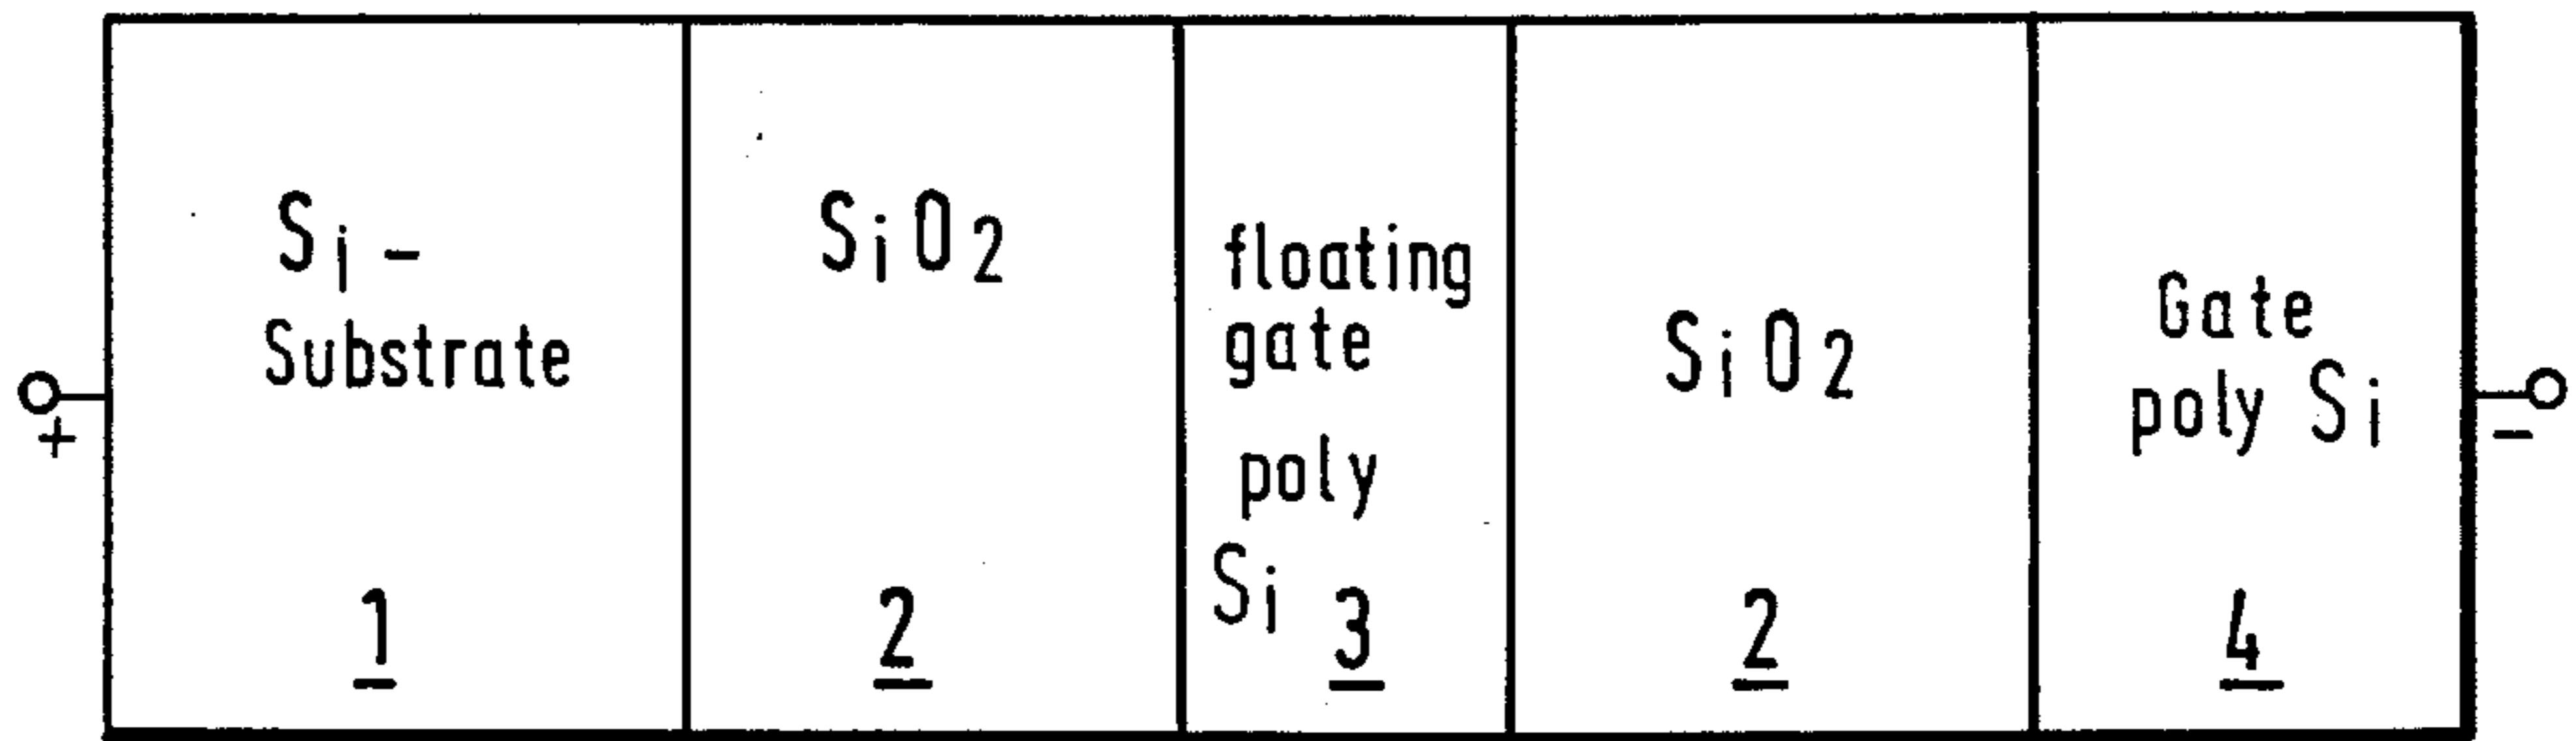 +
Si-
Substrate
1
SiO2
2
floating
gate
poly
Si 3
SiO2
2
Gate
poly Si
4
-